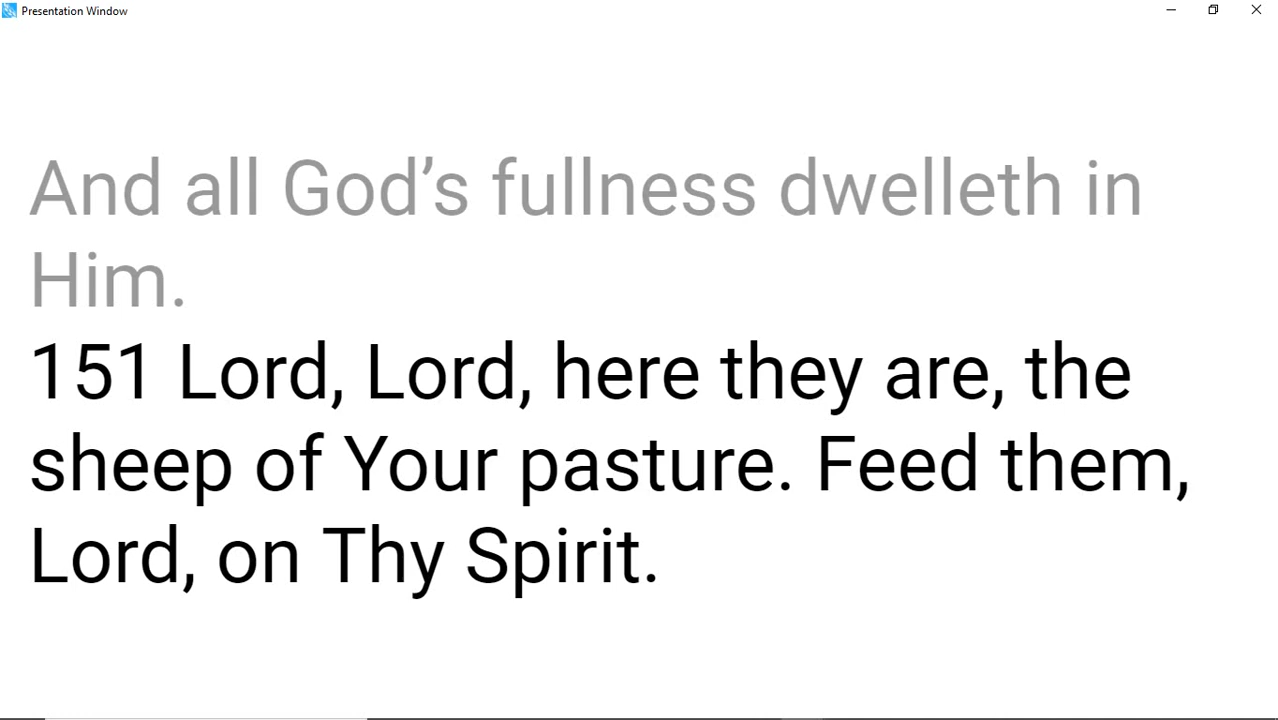 Presentation Window
And all God’s fullness dwelleth in
Him.
151 Lord, Lord, here they are, the
sheep of Your pasture. Feed them,
Lord, on Thy Spirit.